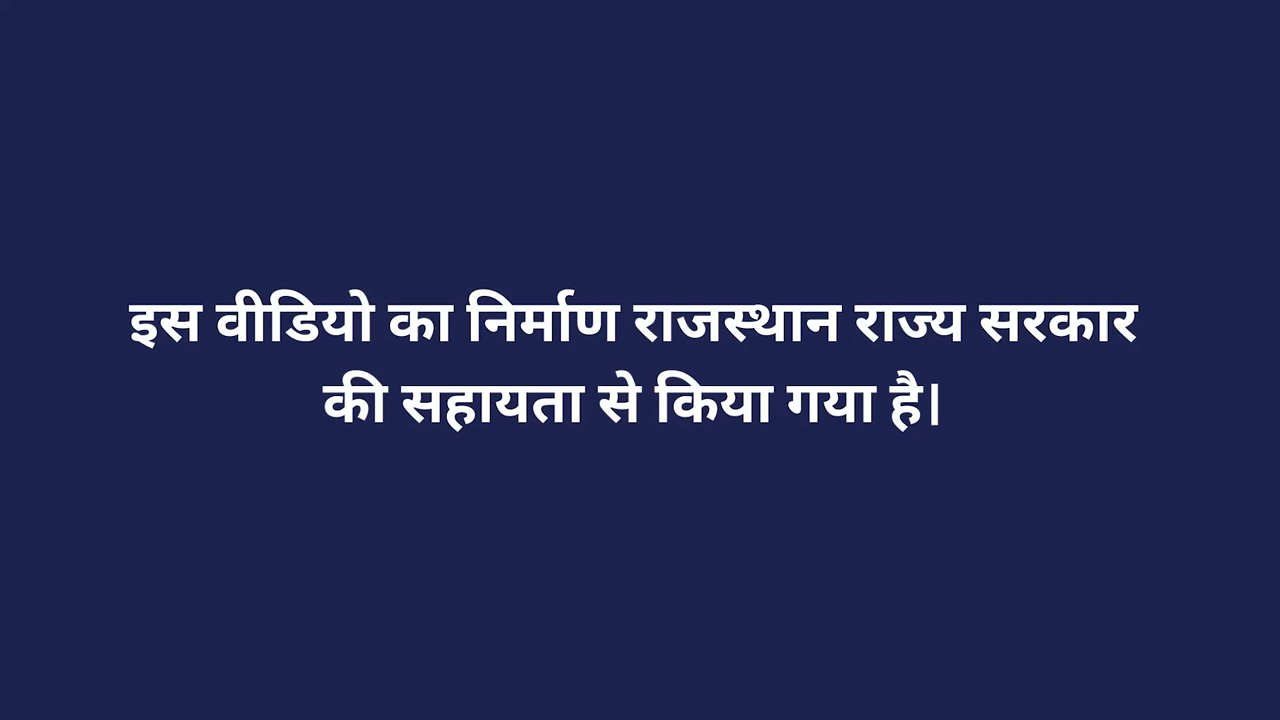 इस वीडियो का निर्माण राजस्थान राज्य सरकार
की सहायता से किया गया है।